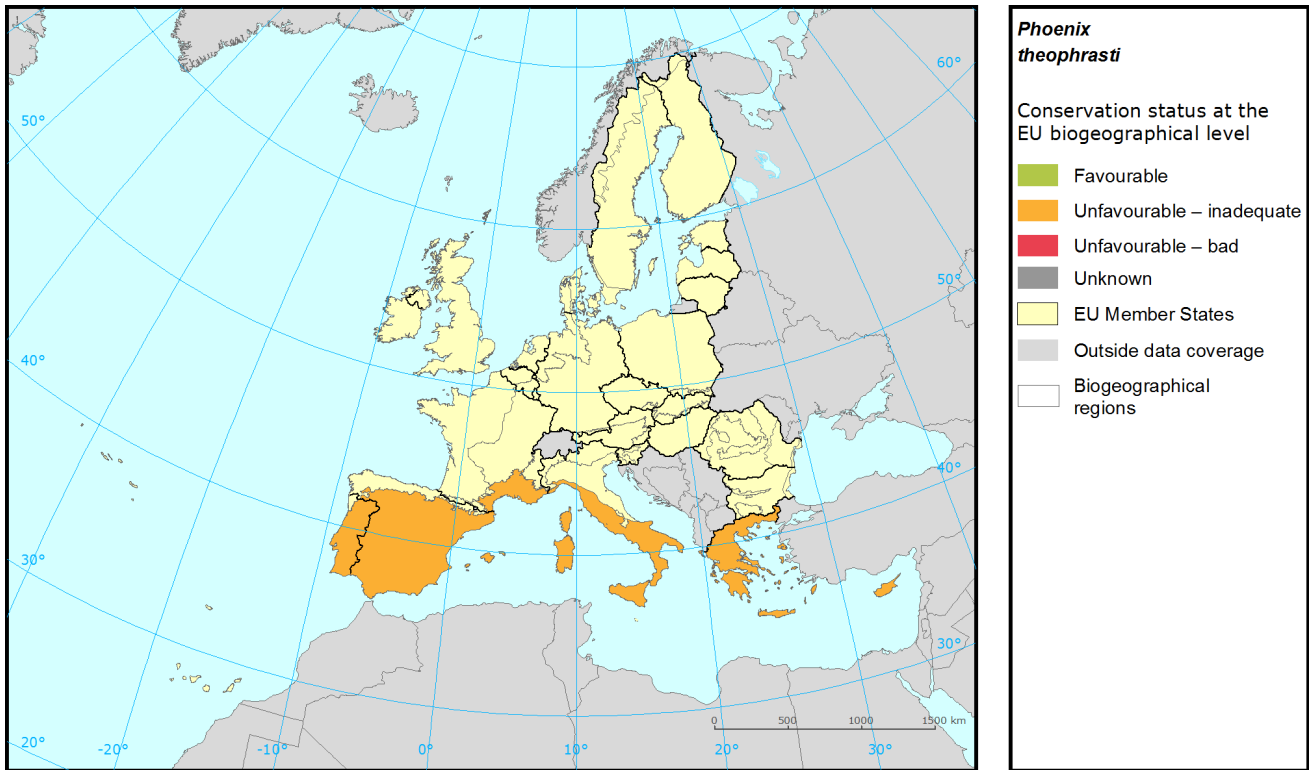 Phoenix
theophrasti
Conservation status at the
EU biogeographical level
Favourable
Unfavourable – inadequate
Unfavourable – bad
Unknown
EU Member States
Outside data coverage
Biogeographical
regions
60°
50°
50°
40°
40°
30°
30°
20°
-20°
-10°
0°
10°
20°
30°
0 500 1000 1500 km